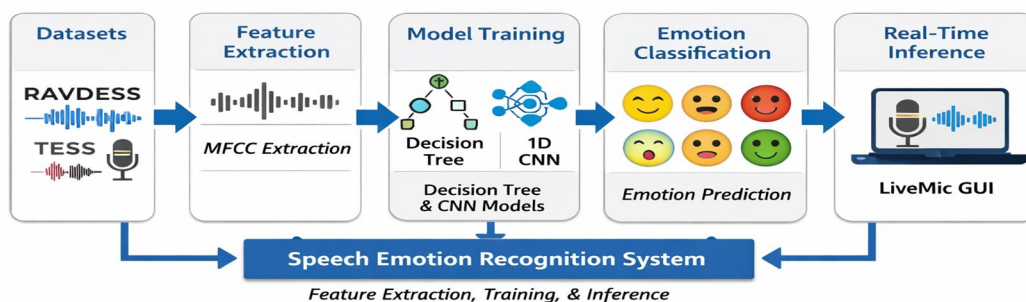 Datasets
RAVDESS
TESS
Feature
Extraction
MFCC Extraction
Model Training
Decision
Tree
1D
CNN
Decision Tree
& CNN Models
Emotion
Classification
Emotion Prediction
Real-Time
Inference
LiveMic GUI
Speech Emotion Recognition System
Feature Extraction, Training, & Inference